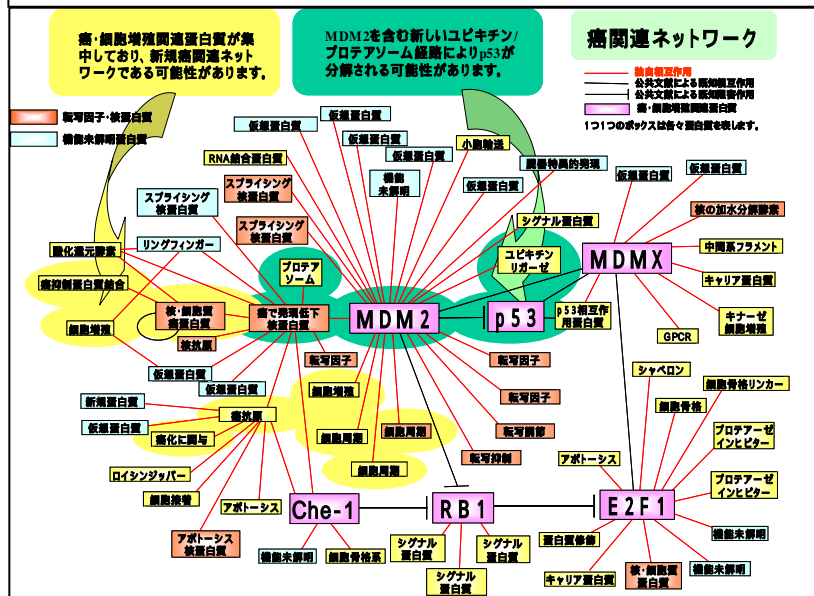 癌・細胞増殖関連蛋白質が集
中しており、新規癌関連ネット
ワークである可能性があります。
MDM2を含む新しいユビキチン/
プロテアソーム経路によりp53が
分解される可能性があります。
癌関連ネットワーク
独自相互作用
公共文献による既知相互作用
公共文献による既知阻害作用
癌・細胞増殖関連蛋白質
1つ1つのボックスは各々蛋白質を表します。
転写因子・核蛋白質
機能未解明蛋白質
仮想蛋白質
仮想蛋白質
仮想蛋白質
仮想蛋白質
小胞輸送
臓器特異的発現
仮想蛋白質
RNA結合蛋白質
スプライシング
核蛋白質
機能
未解明
スプライシング
核蛋白質
スプライシング
核蛋白質
シグナル蛋白質
仮想蛋白質
仮想蛋白質
核の加水分解酵素
中間系フラメント
キャリア蛋白質
キナーゼ
細胞増殖
GPCR
MDMX
酸化還元酵素
リングフィンガー
癌抑制蛋白質結合
細胞増殖
プロテア
ソーム
ユビキチン
リガーゼ
核・細胞質
癌蛋白質
癌で発現低下
核蛋白質
MDM2
p53
p53相互作
用蛋白質
核抗原
仮想蛋白質
仮想蛋白質
転写因子
転写因子
転写因子
転写調節
転写抑制
細胞増殖
細胞周期
細胞周期
細胞周期
新規蛋白質
仮想蛋白質
癌抗原
癌化に関与
ロイシンジッパー
細胞接着
アポトーシス
アポトーシス
核蛋白質
Che-1
機能未解明
細胞骨格系
RB1
シグナル
蛋白質
シグナル
蛋白質
シグナル
蛋白質
シャペロン
細胞骨格リンカー
細胞骨格
プロテアーゼ
インヒビター
プロテアーゼ
インヒビター
アポトーシス
E2F1
蛋白質修飾
機能未解明
機能未解明
キャリア蛋白質
核・細胞質
蛋白質